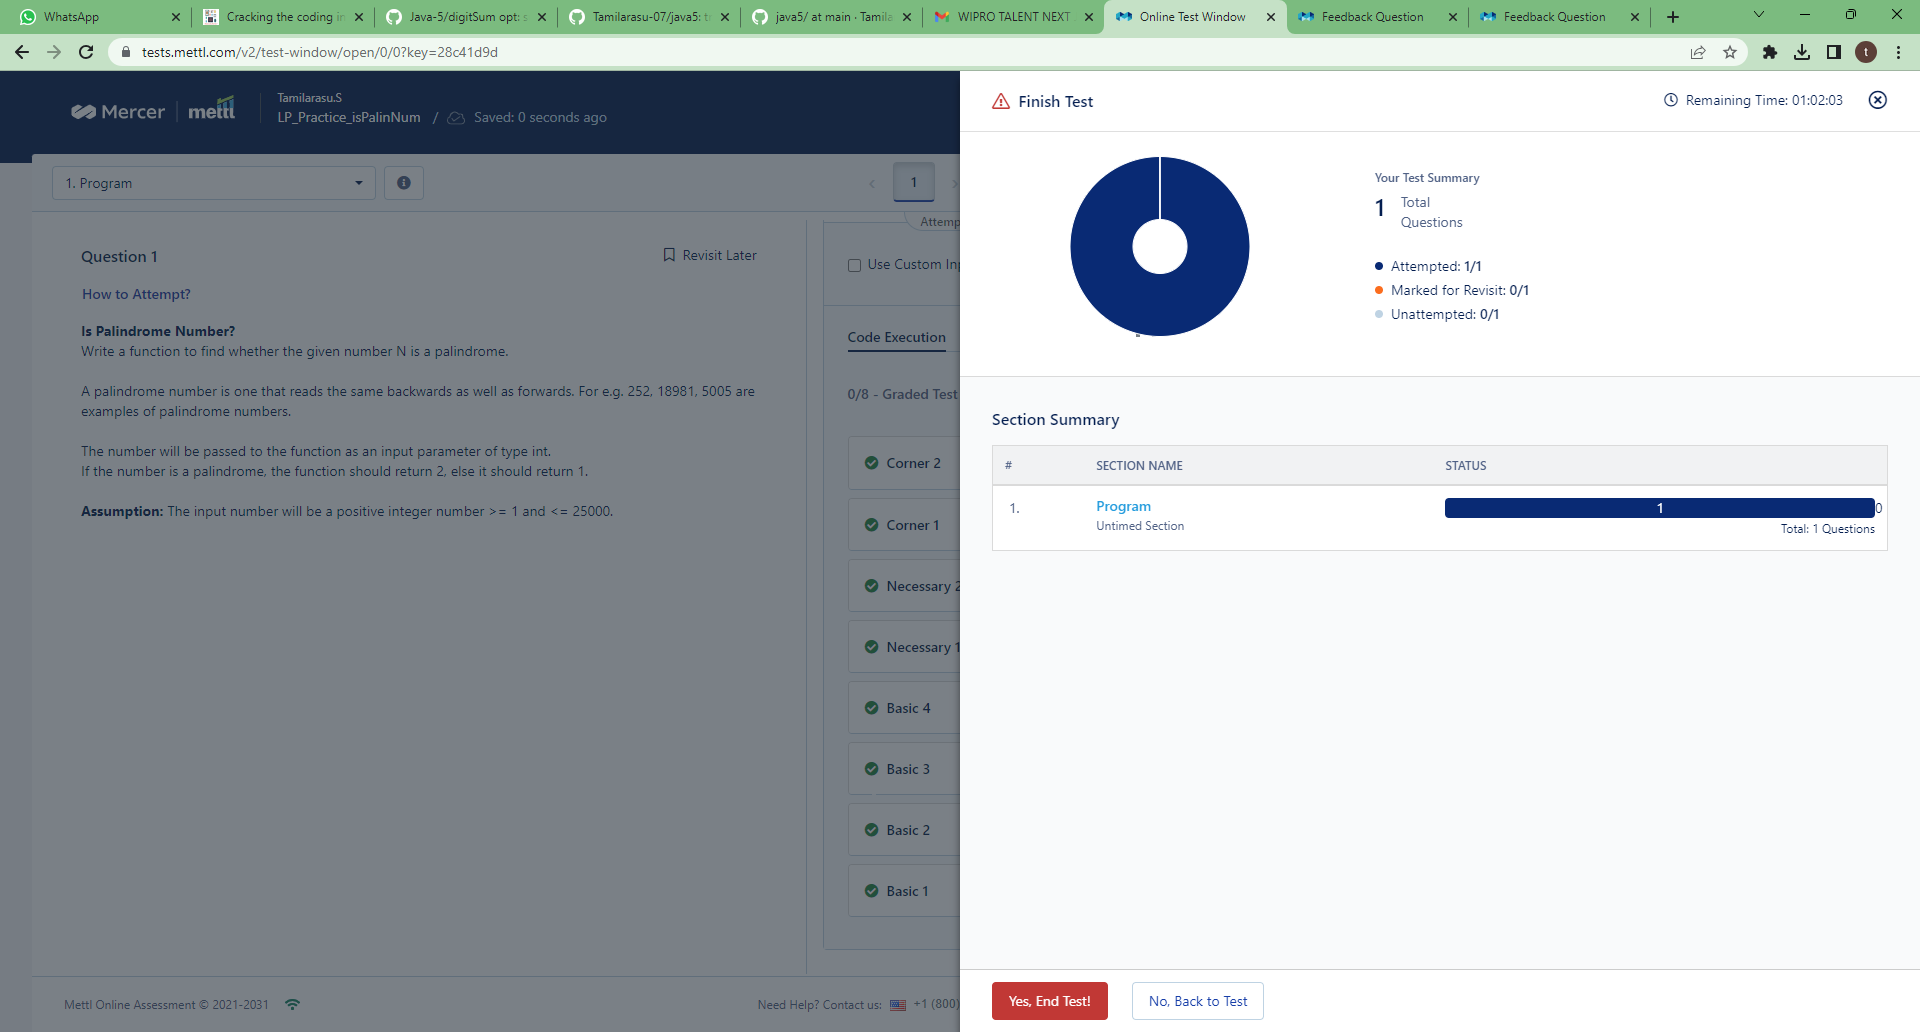 WhatsApp
Cracking the coding in
Java-5/digitSum opt: s
Tamilarasu-07/java5: t
java5/ at main · Tamila
WIPRO TALENT NEXT
Online Test Window
Feedback Question
Feedback Question
tests.mettl.com/v2/test-window/open/0/0?key=28c41d9d
t
Mercer | mettl
Tamilarasu.S
LP_Practice_isPalinNum / Saved: 0 seconds ago
1. Program
1
Attemp
Question 1
Revisit Later
How to Attempt?
Is Palindrome Number?
Write a function to find whether the given number N is a palindrome.
A palindrome number is one that reads the same backwards as well as forwards. For e.g. 252, 18981, 5005 are
examples of palindrome numbers.
The number will be passed to the function as an input parameter of type int.
If the number is a palindrome, the function should return 2, else it should return 1.
Assumption: The input number will be a positive integer number >= 1 and <= 25000.
Use Custom Inp
Code Execution
0/8 - Graded Test
Corner 2
Corner 1
Necessary 2
Necessary 1
Basic 4
Basic 3
Basic 2
Basic 1
Mettl Online Assessment © 2021-2031
Need Help? Contact us: +1 (800)
Finish Test
Remaining Time: 01:02:03
Your Test Summary
1 Total
Questions
Attempted: 1/1
Marked for Revisit: 0/1
Unattempted: 0/1
Section Summary
# SECTION NAME STATUS
1. Program 1 0
Untimed Section Total: 1 Questions
Yes, End Test!
No, Back to Test